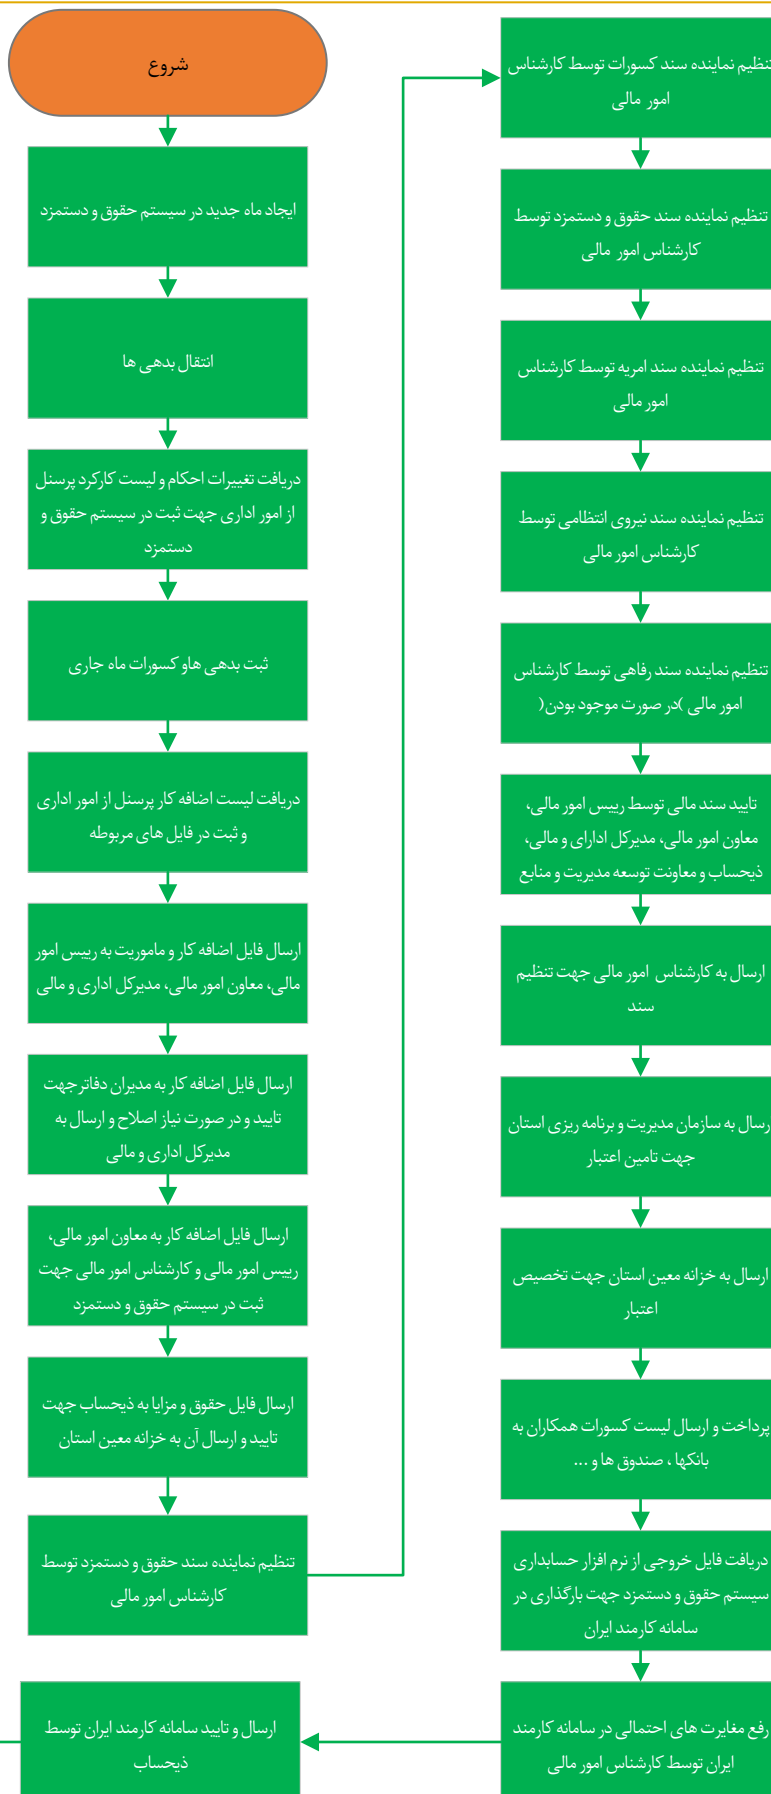 شروع
ایجاد ماه جدید در سیستم حقوق و دستمزد
انتقال بدهی ها
دریافت تغییرات احکام و لیست کارکرد پرسنل
از امور اداری جهت ثبت در سیستم حقوق و
دستمزد
ثبت بدهی هاو کسورات ماه جاری
دریافت لیست اضافه کار پرسنل از امور اداری
و ثبت در فایل های مربوطه
ارسال فایل اضافه کار و ماموریت به رییس امور
مالی، معاون امور مالی، مدیرکل اداری و مالی
ارسال فایل اضافه کار به مدیران دفاتر جهت
تایید و در صورت نیاز اصلاح و ارسال به
مدیرکل اداری و مالی
ارسال فایل اضافه کار به معاون امور مالی،
رییس امور مالی و کارشناس امور مالی جهت
ثبت در سیستم حقوق و دستمزد
ارسال فایل حقوق و مزایا به ذیحساب جهت
تایید و ارسال آن به خزانه معین استان
تنظیم نماینده سند حقوق و دستمزد توسط
کارشناس امور مالی
تنظیم نماینده سند کسورات توسط کارشناس
امور مالی
تنظیم نماینده سند حقوق و دستمزد توسط
کارشناس امور مالی
تنظیم نماینده سند امریه توسط کارشناس
امور مالی
تنظیم نماینده سند نیروی انتظامی توسط
کارشناس امور مالی
تنظیم نماینده سند رفاهی توسط کارشناس
امور مالی )در صورت موجود بودن(
تایید سند مالی توسط رییس امور مالی،
معاون امور مالی، مدیرکل ادارای و مالی،
ذیحساب و معاونت توسعه مدیریت و منابع
ارسال به کارشناس امور مالی جهت تنظیم
سند
رسال به سازمان مدیریت و برنامه ریزی استان
جهت تامین اعتبار
ارسال به خزانه معین استان جهت تخصیص
اعتبار
پرداخت و ارسال لیست کسورات همکاران به
بانکها ، صندوق ها و ...
دریافت فایل خروجی از نرم افزار حسابداری
سیستم حقوق و دستمزد جهت بارگذاری در
سامانه کارمند ایران
رفع مغایرت های احتمالی در سامانه کارمند
ایران توسط کارشناس امور مالی
ارسال و تایید سامانه کارمند ایران توسط
ذیحساب